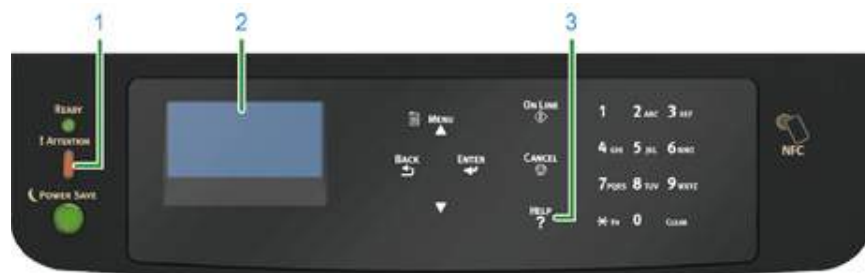 1 2 3
READY
! ATTENTION
POWER SAVE
MENU
BACK
ENTER
ON LINE
CANCEL
HELP
?
1 2 ABC 3 DEF
4 GHI 5 JKL 6 MNO
7 PQRS 8 TUV 9 WXYZ
* Fn 0 CLEAR
NFC